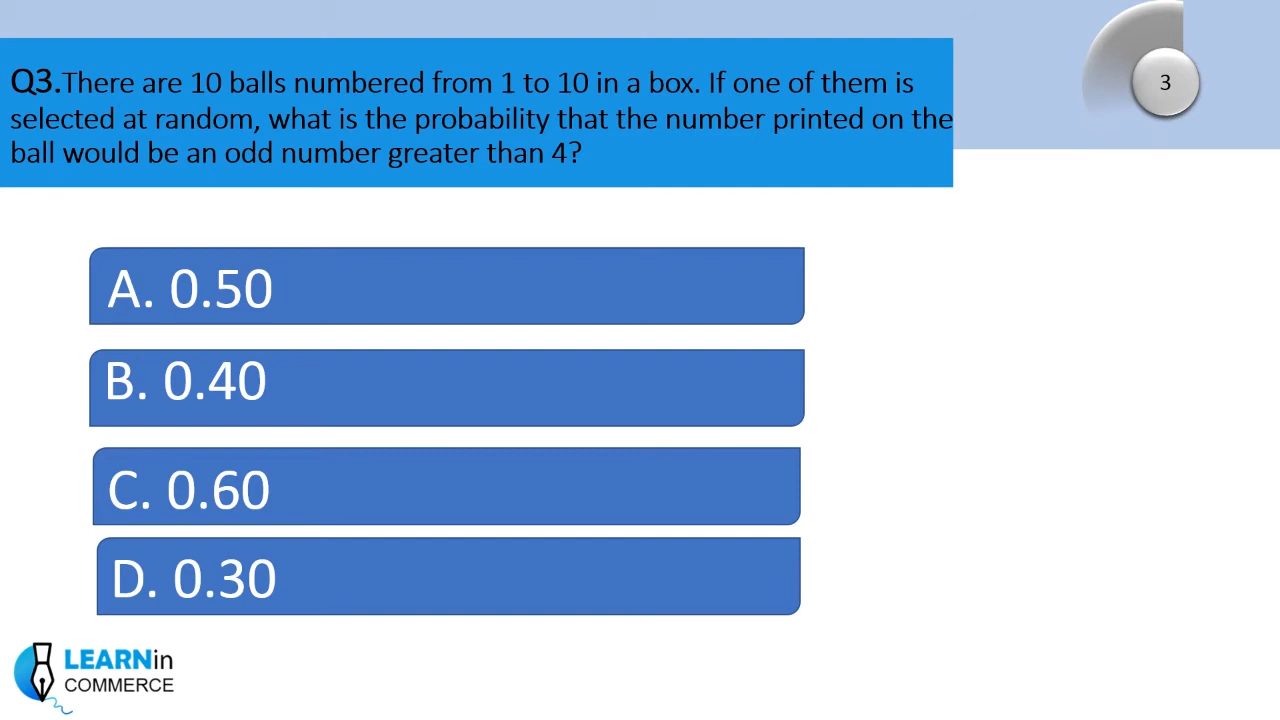 Q3.There are 10 balls numbered from 1 to 10 in a box. If one of them is
selected at random, what is the probability that the number printed on the
ball would be an odd number greater than 4?
3
A. 0.50
B. 0.40
C. 0.60
D. 0.30
LEARNin
COMMERCE